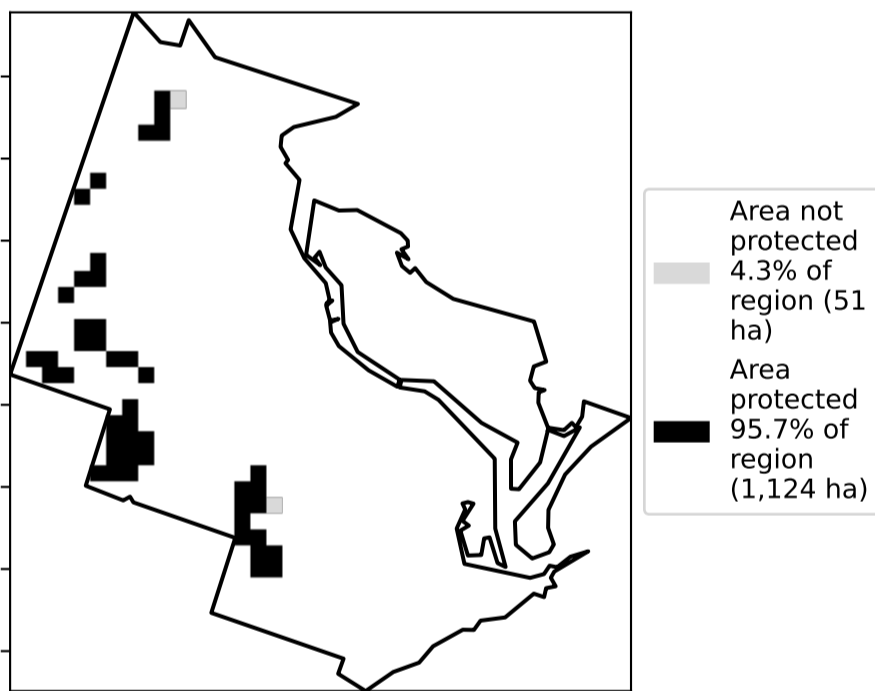 Area not
protected
4.3% of
region (51
ha)
Area
protected
95.7% of
region
(1,124 ha)